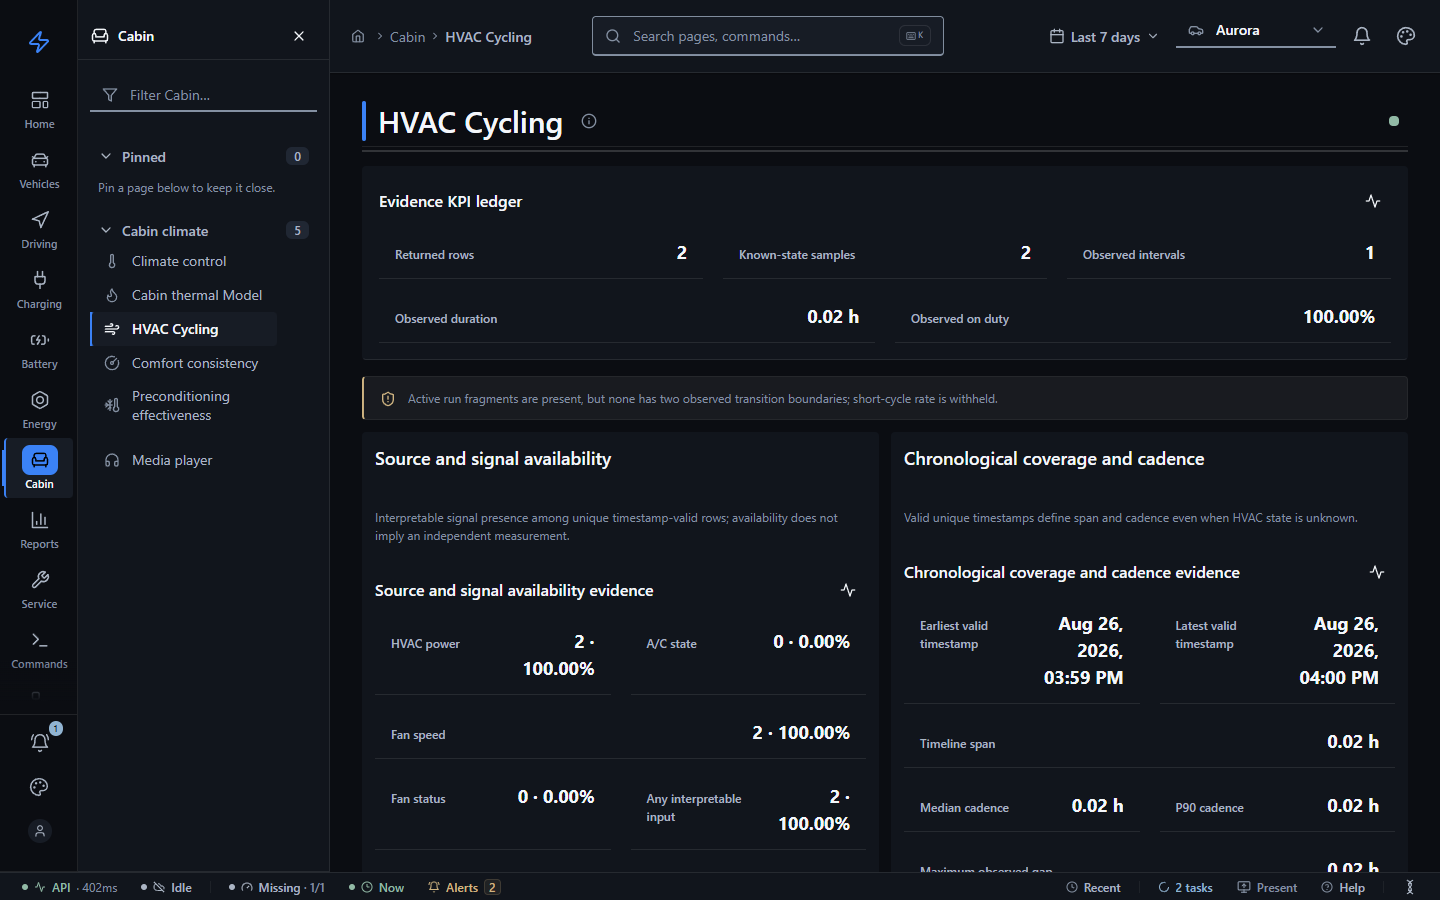 Cabin
Filter Cabin...
Pinned 0
Pin a page below to keep it close.
Cabin climate 5
Climate control
Cabin thermal Model
HVAC Cycling
Comfort consistency
Preconditioning
effectiveness
Media player
Home
Vehicles
Driving
Charging
Battery
Energy
Cabin
Reports
Service
Commands
1
Cabin
HVAC Cycling
Search pages, commands...
K
Last 7 days
Aurora
HVAC Cycling
Evidence KPI ledger
Returned rows 2
Known-state samples 2
Observed intervals 1
Observed duration 0.02 h
Observed on duty 100.00%
Active run fragments are present, but none has two observed transition boundaries; short-cycle rate is withheld.
Source and signal availability
Interpretable signal presence among unique timestamp-valid rows; availability does not
imply an independent measurement.
Source and signal availability evidence
HVAC power 2 ·
100.00%
A/C state 0 · 0.00%
Fan speed 2 · 100.00%
Fan status 0 · 0.00%
Any interpretable
input
2 ·
100.00%
Chronological coverage and cadence
Valid unique timestamps define span and cadence even when HVAC state is unknown.
Chronological coverage and cadence evidence
Earliest valid
timestamp
Aug 26,
2026,
03:59 PM
Latest valid
timestamp
Aug 26,
2026,
04:00 PM
Timeline span 0.02 h
Median cadence 0.02 h
P90 cadence 0.02 h
Maximum observed gap 0.02 h
API · 402ms
Idle
Missing · 1/1
Now
Alerts 2
Recent
2 tasks
Present
Help